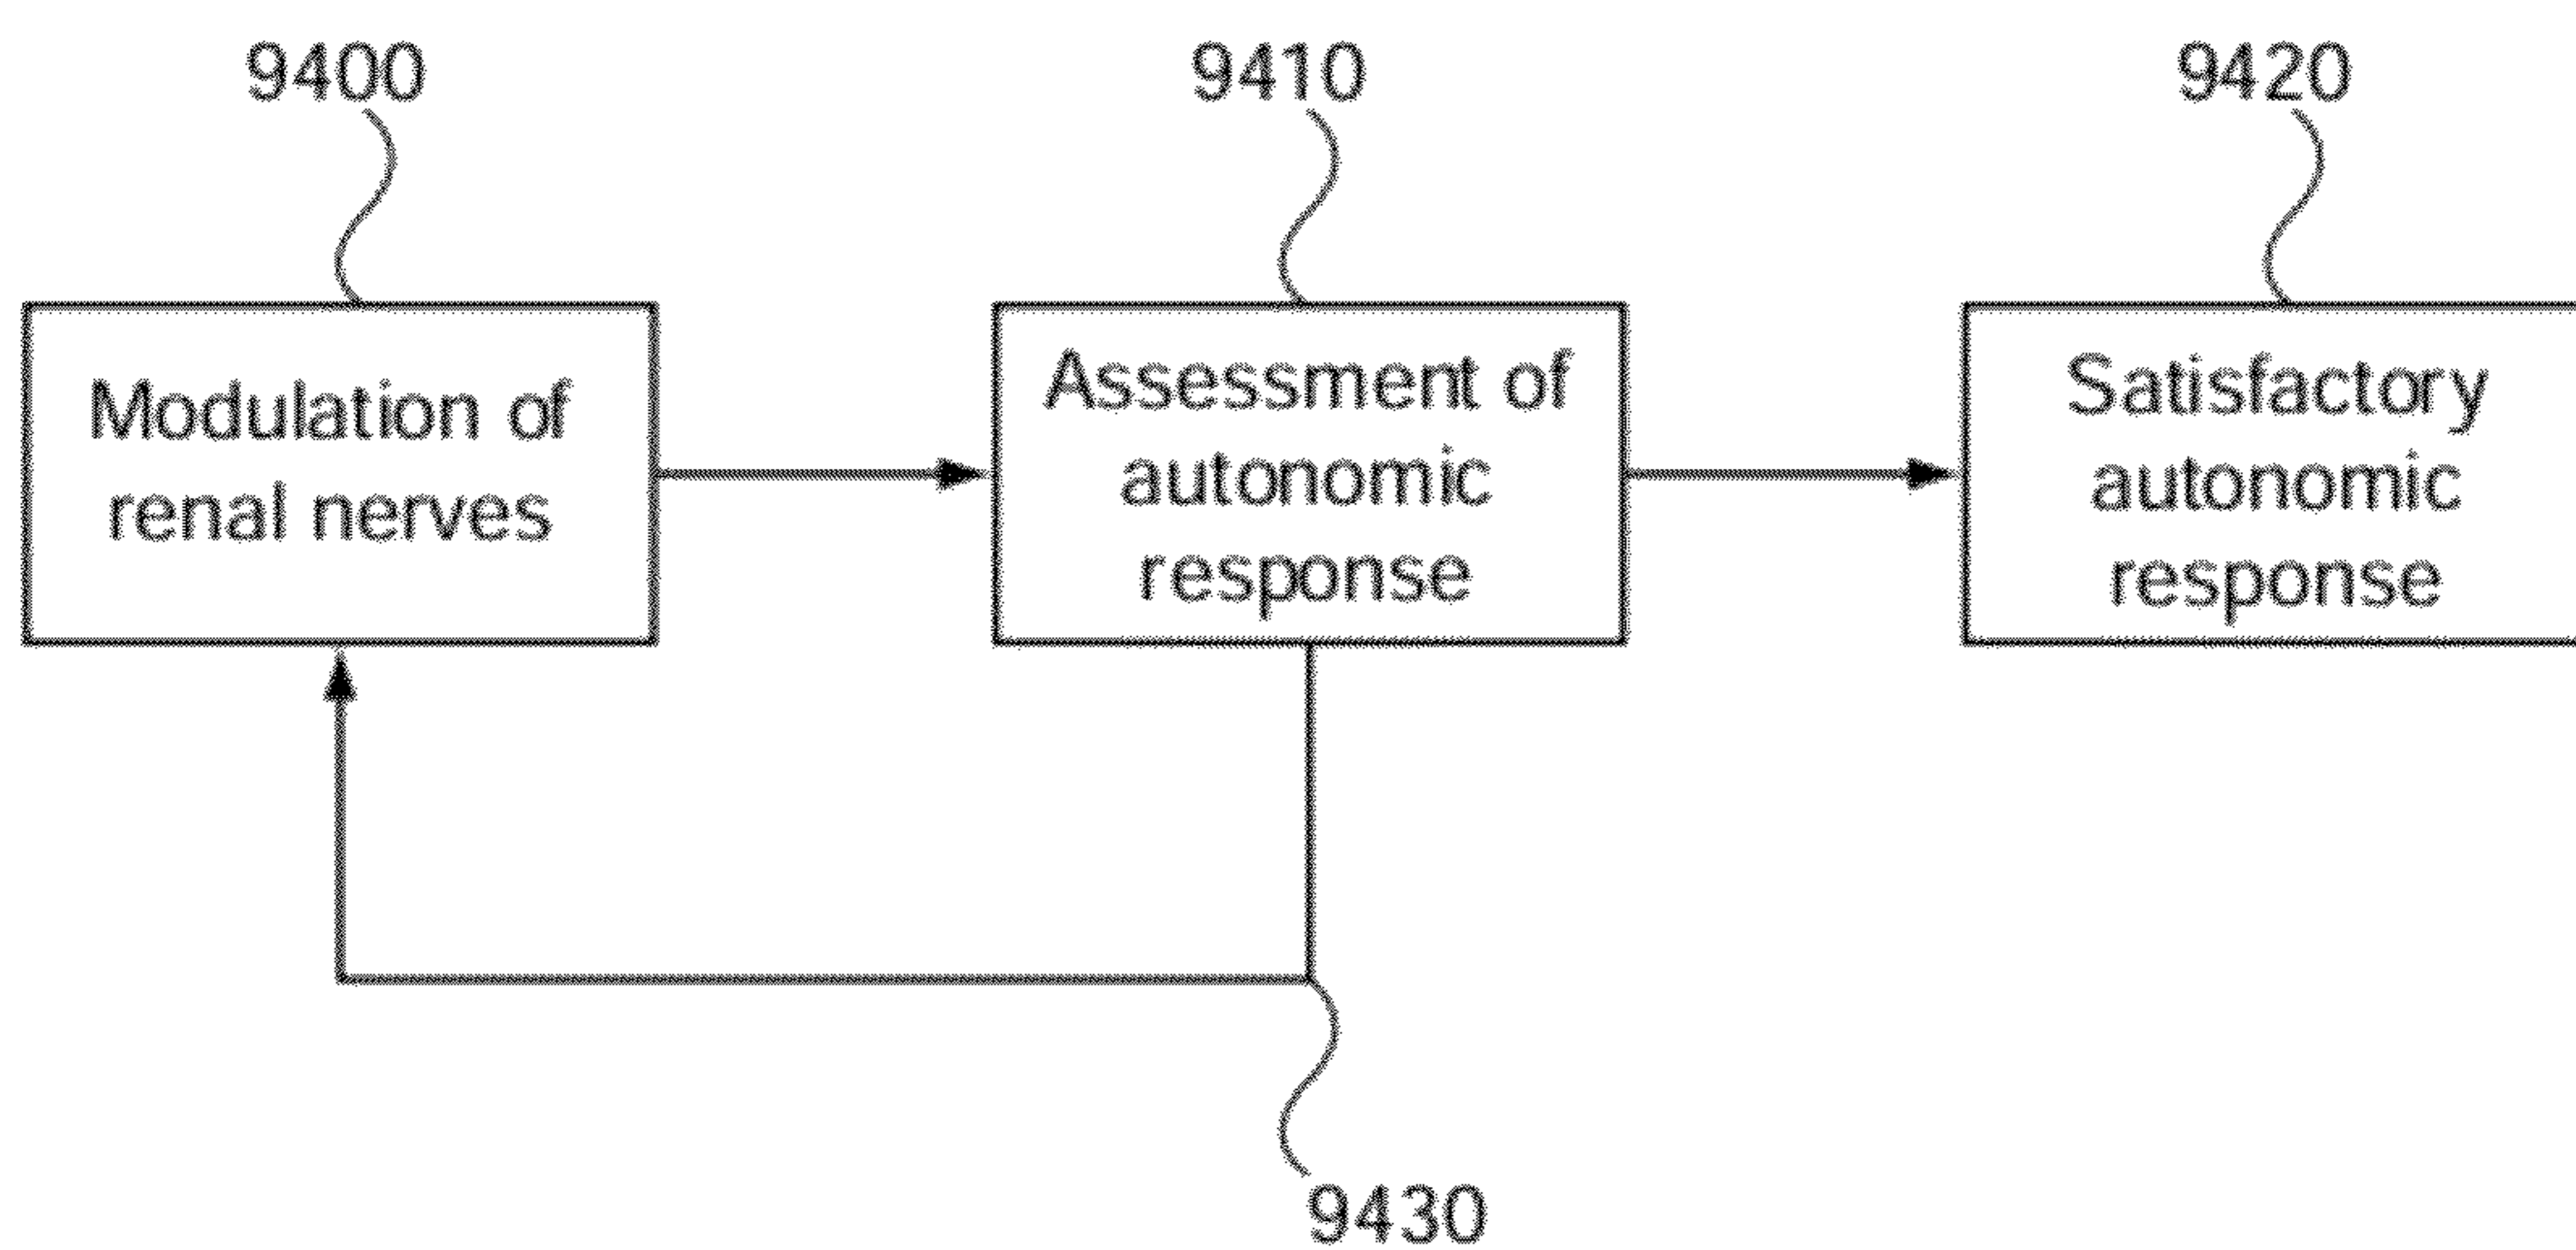 9400
9410
9420
Modulation of
renal nerves
Assessment of
autonomic
response
Satisfactory
autonomic
response
9430